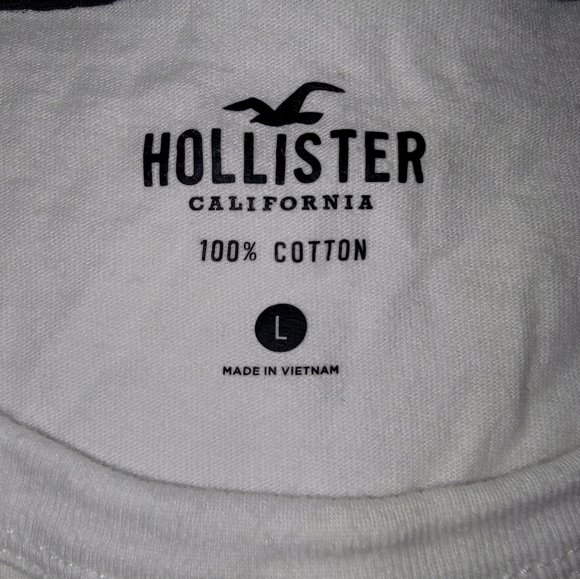 HOLLISTER
CALIFORNIA
100% COTTON
L
MADE IN VIETNAM